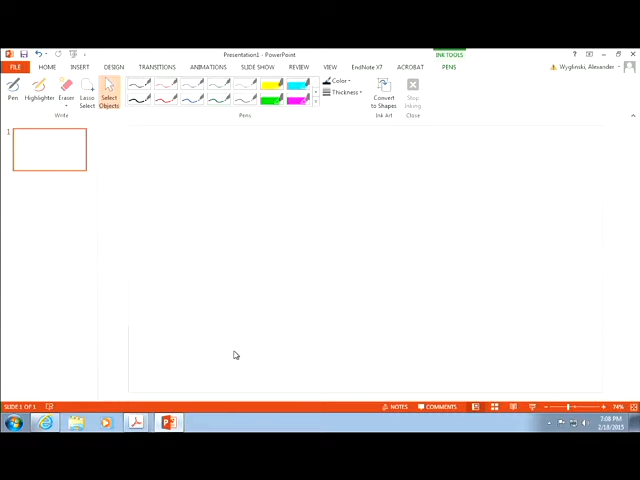 Presentation1 - PowerPoint
INK TOOLS
FILE HOME INSERT DESIGN TRANSITIONS ANIMATIONS SLIDE SHOW REVIEW VIEW EndNote X7 ACROBAT PENS
Wyglinski, Alexander
Pen Highlighter Eraser Lasso Select Select Objects
Color
Thickness
Convert to Shapes
Stop Inking
Write Pens Ink Art Close
1
SLIDE 1 OF 1 NOTES COMMENTS 74%
7:08 PM
2/18/2015